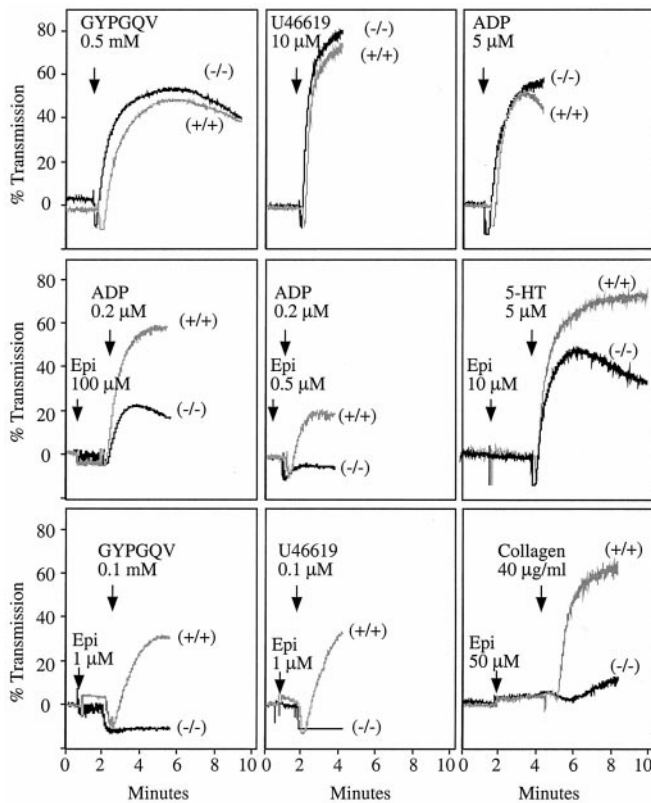 GYPGQV
0.5 mM
(-/-)
(+/+)
U46619
10 μM
(-/-)
(+/+)
ADP
5 μM
(-/-)
(+/+)
80
60
40
20
0
% Transmission
ADP
0.2 μM
Epi
100 μM
(+/+)
(-/-)
ADP
0.2 μM
Epi
0.5 μM
(+/+)
(-/-)
5-HT
5 μM
Epi
10 μM
(+/+)
(-/-)
60
40
20
0
% Transmission
GYPGQV
0.1 mM
Epi
1 μM
(+/+)
(-/-)
U46619
0.1 μM
Epi
1 μM
(+/+)
(-/-)
Collagen
40 μg/ml
Epi
50 μM
(+/+)
(-/-)
60
40
20
0
% Transmission
0 2 4 6 8 10 0 2 4 6 8 10 0 2 4 6 8 10
Minutes Minutes Minutes